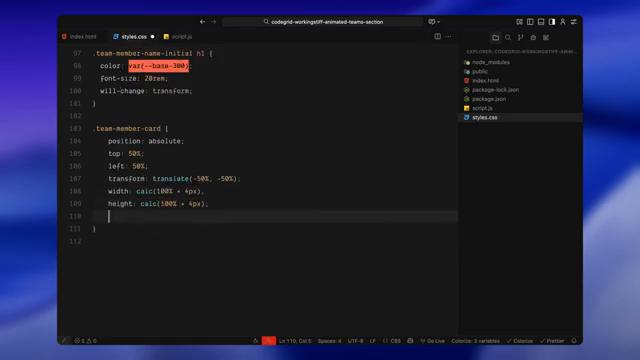 codegrid-workingstiff-animated-teams-section
index.html
styles.css
script.js
EXPLORER: CODEGRID-WORKINGSTIFF-ANIM...
node_modules
public
index.html
package-lock.json
package.json
script.js
styles.css
97 .team-member-name-initial h1 {
98 color: var(--base-300);
99 font-size: 20rem;
100 will-change: transform;
101 }
102
103 .team-member-card {
104 position: absolute;
105 top: 50%;
106 left: 50%;
107 transform: translate(-50%, -50%);
108 width: calc(100% + 4px);
109 height: calc(100% + 4px);
110
111 }
112
0 0 Ln 110, Col 5 Spaces: 4 UTF-8 LF {} CSS Go Live Colorize: 3 variables Colorize Prettier